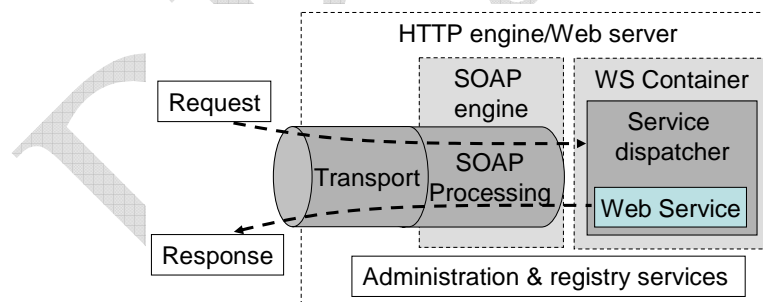 HTTP engine/Web server
SOAP
engine
WS Container
Request
Service
dispatcher
Transport
SOAP
Processing
Web Service
Response
Administration & registry services